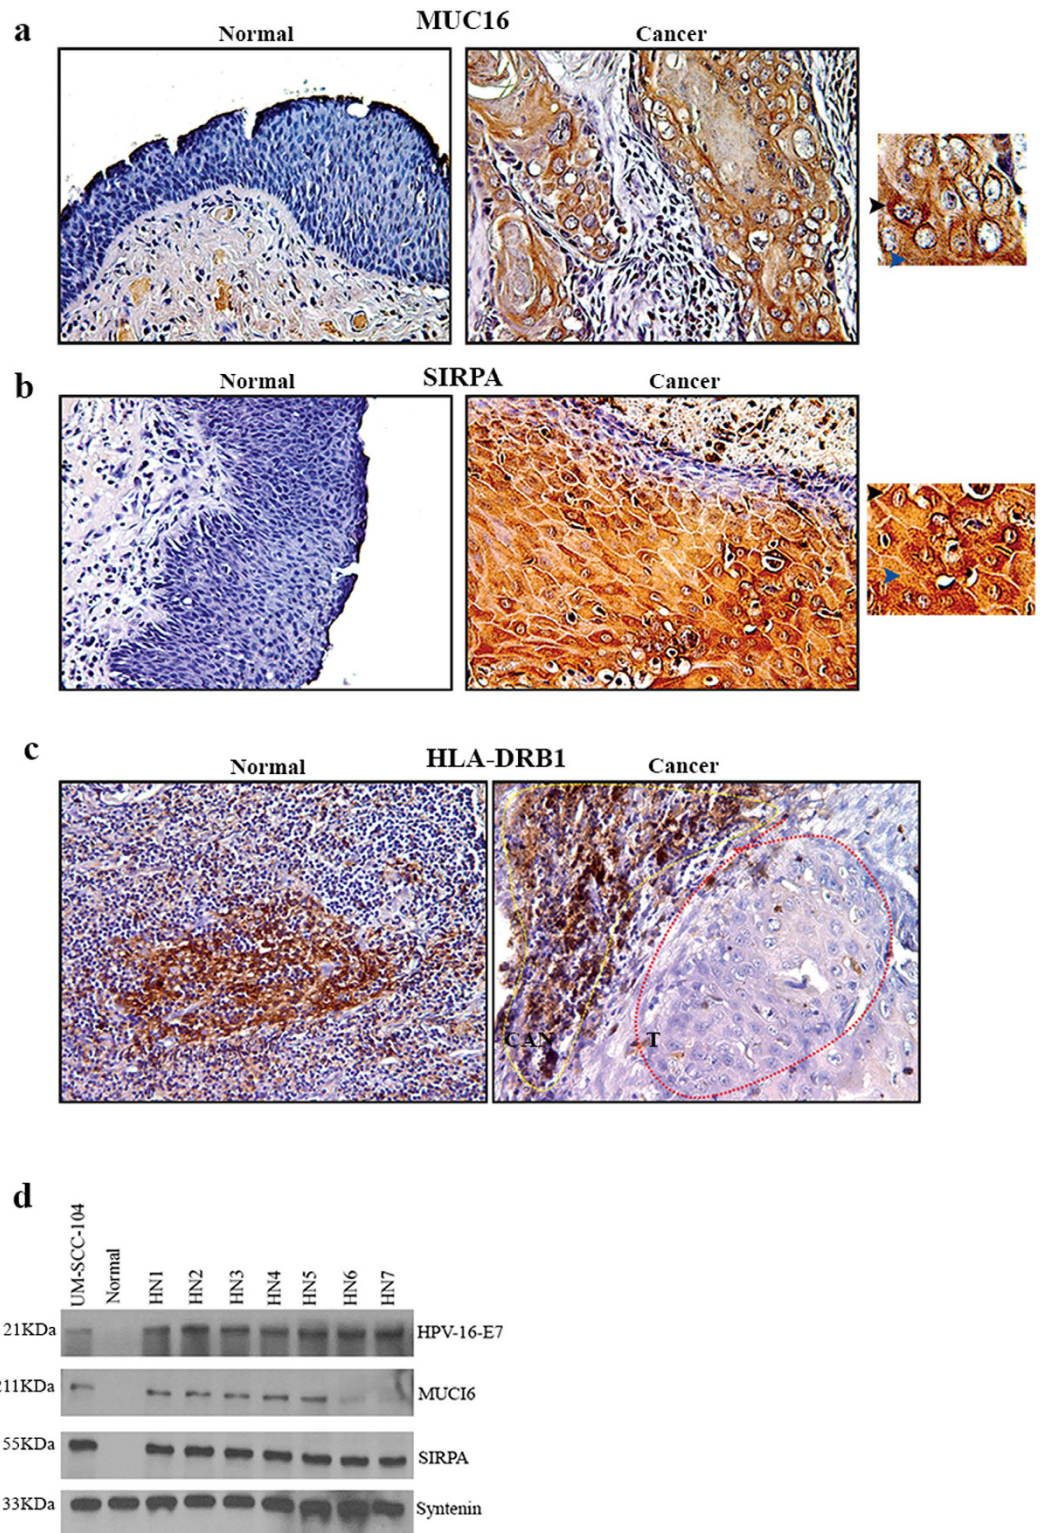 a
MUC16
Normal
Cancer
b
SIRPA
Normal
Cancer
c
HLA-DRB1
Normal
Cancer
CAN
T
d
UM-SCC-104
Normal
HN1
HN2
HN3
HN4
HN5
HN6
HN7
21KDa
HPV-16-E7
211KDa
MUCI6
55KDa
SIRPA
33KDa
Syntenin